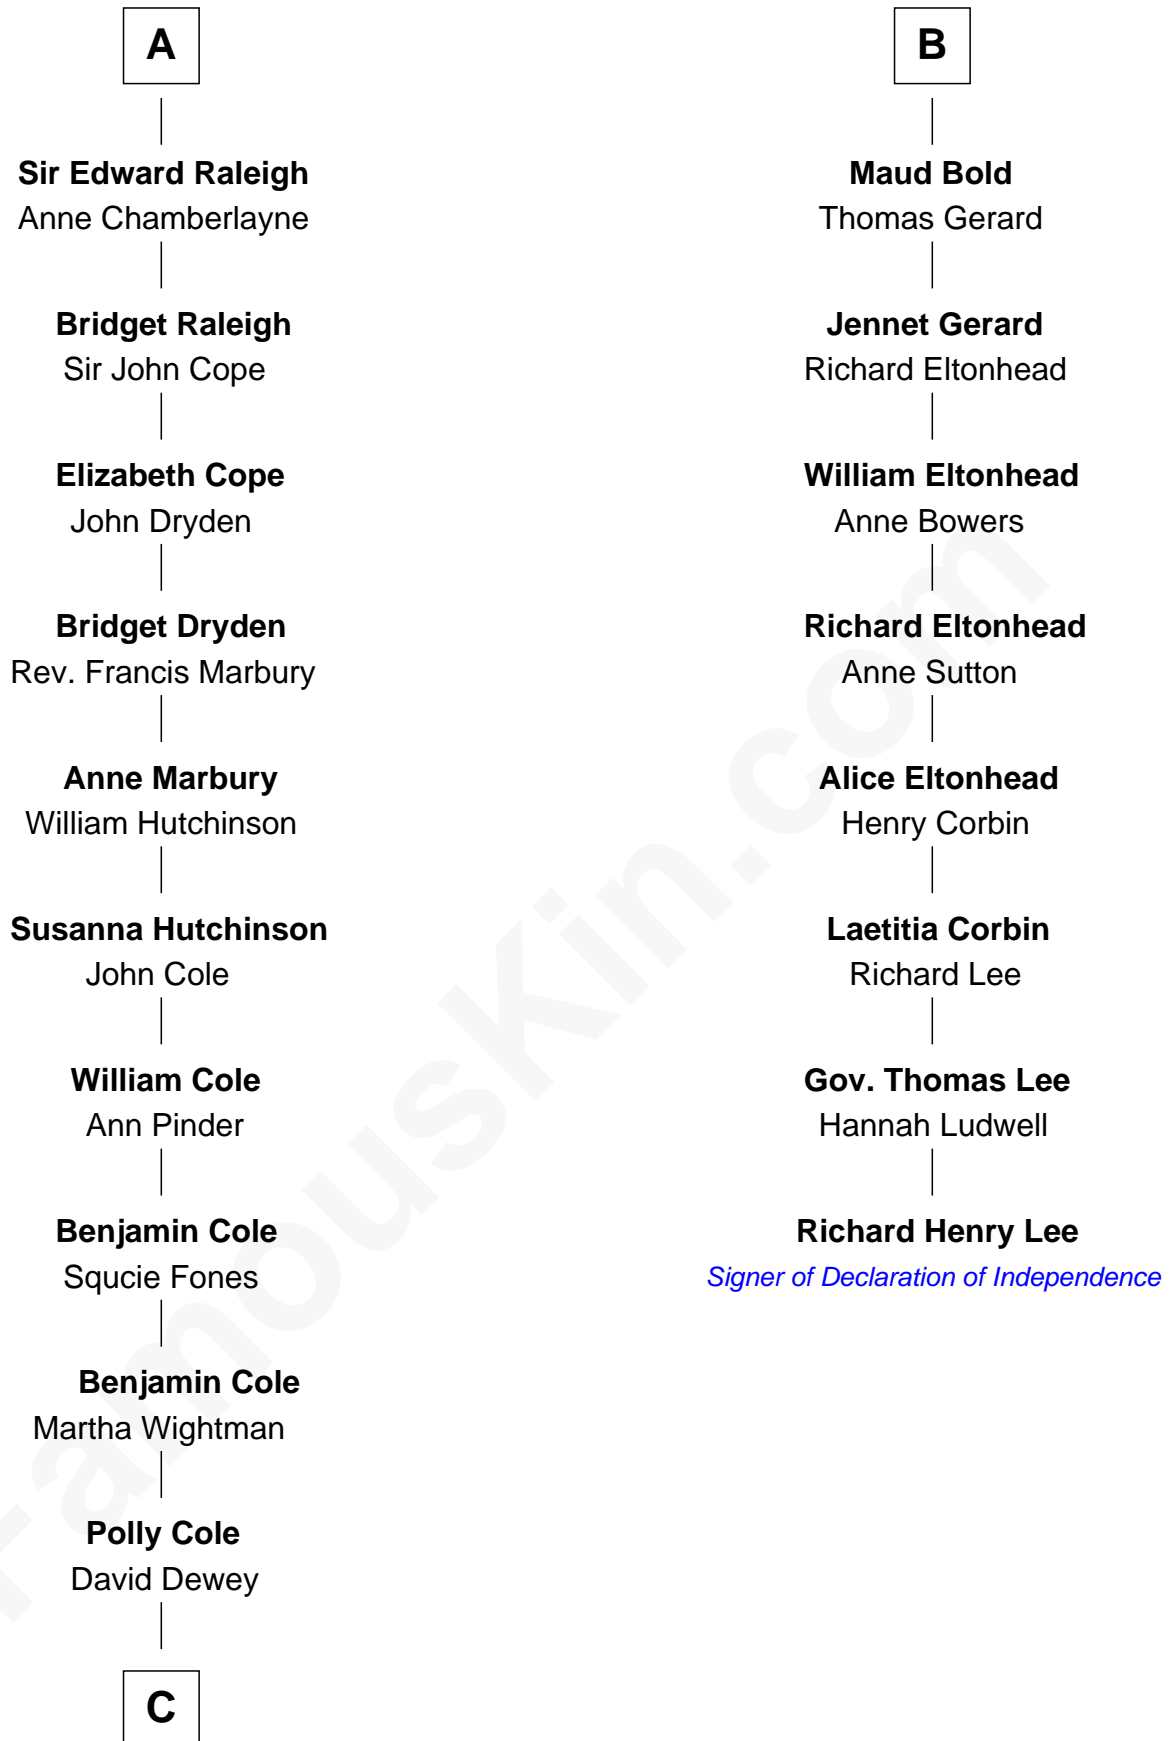 A
Sir Edward Raleigh
Anne Chamberlayne
Bridget Raleigh
Sir John Cope
Elizabeth Cope
John Dryden
Bridget Dryden
Rev. Francis Marbury
Anne Marbury
William Hutchinson
Susanna Hutchinson
John Cole
William Cole
Ann Pinder
Benjamin Cole
Squcie Fones
Benjamin Cole
Martha Wightman
Polly Cole
David Dewey
C
B
Maud Bold
Thomas Gerard
Jennet Gerard
Richard Eltonhead
William Eltonhead
Anne Bowers
Richard Eltonhead
Anne Sutton
Alice Eltonhead
Henry Corbin
Laetitia Corbin
Richard Lee
Gov. Thomas Lee
Hannah Ludwell
Richard Henry Lee
Signer of Declaration of Independence
FamousKin.com